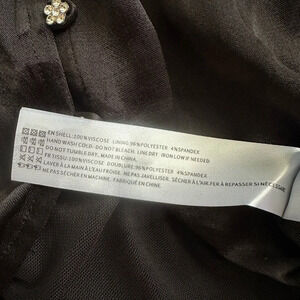 EN:SHELL:100%VISCOSE LINING:96%POLYESTER 4%SPANDEX
HAND WASH COLD- DO NOT BLEACH. LINE DRY. IRON LOW IF NEEDED.
DO NOT TUMBLE DRY. MADE IN CHINA.
FR:TISSU:100%VISCOSE DOUBLURE:96%POLYESTER 4%SPANDEX
LAVER À LA MAIN À L'EAU FROIDE. NE PAS JAVELLISER. SÉCHER À L'AIR.FER À REPASSER SI NÉCESSAIRE
NE PAS SÉCHER EN MACHINE. FABRIQUÉ EN CHINE.